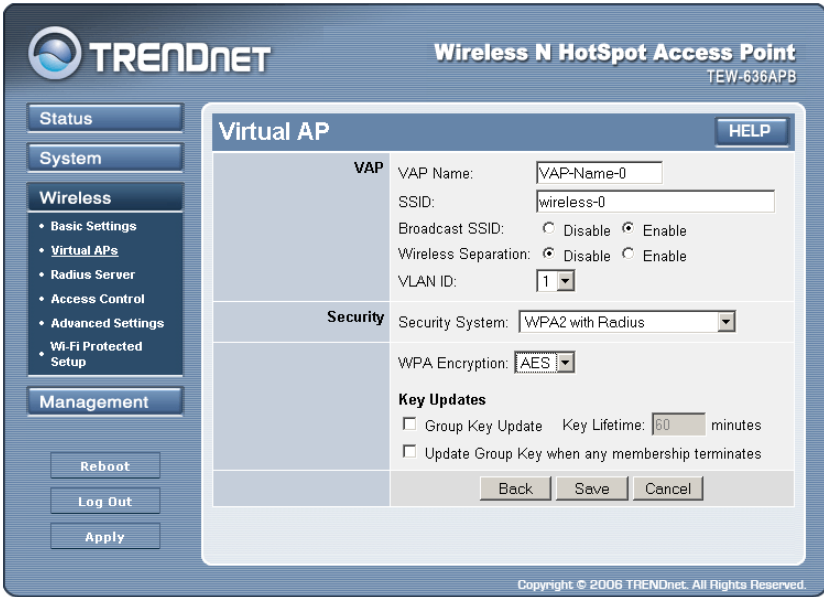 TRENDNET
Wireless N HotSpot Access Point
TEW-636APB
Status
System
Wireless
• Basic Settings
• Virtual APs
• Radius Server
• Access Control
• Advanced Settings
• Wi-Fi Protected
Setup
Management
Reboot
Log Out
Apply
Virtual AP
HELP
VAP
VAP Name: VAP-Name-0
SSID: wireless-0
Broadcast SSID: Disable Enable
Wireless Separation: Disable Enable
VLAN ID: 1
Security
Security System: WPA2 with Radius
WPA Encryption: AES
Key Updates
Group Key Update Key Lifetime: 60 minutes
Update Group Key when any membership terminates
Back Save Cancel
Copyright © 2006 TRENDnet. All Rights Reserved.